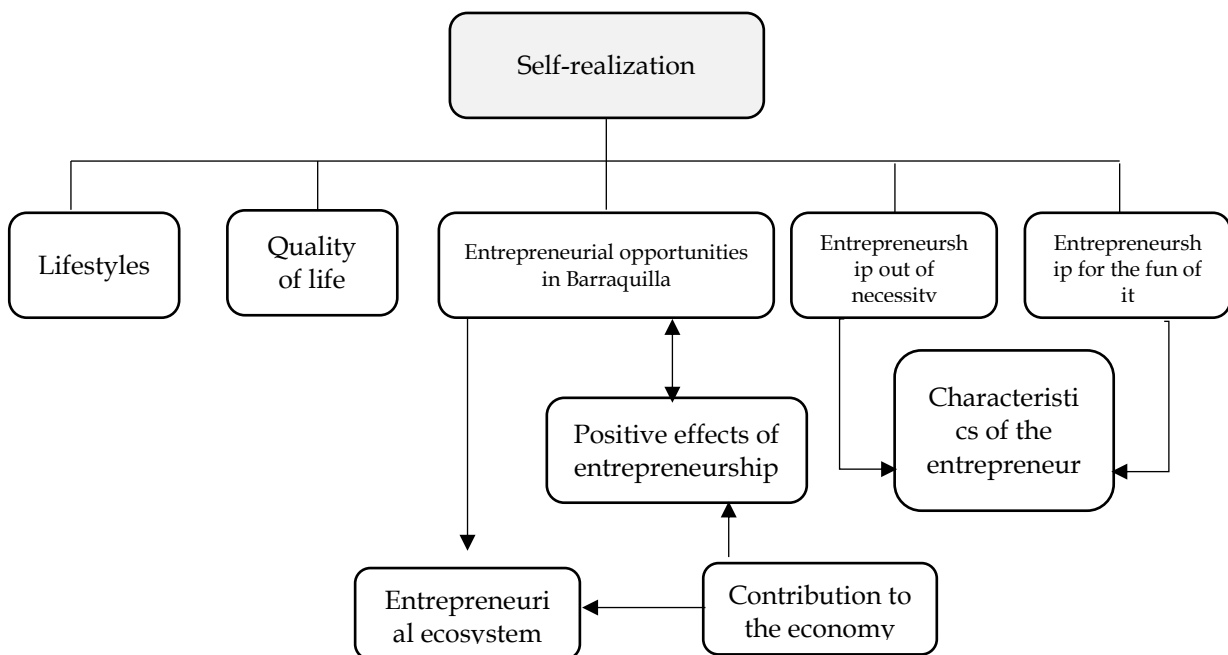 Self-realization
Lifestyles
Quality
of life
Entrepreneurial opportunities
in Barraquilla
Entrepreneursh
ip out of
necessity
Entrepreneursh
ip for the fun of
it
Positive effects of
entrepreneurship
Characteristi
cs of the
entrepreneur
Entrepreneuri
al ecosystem
Contribution to
the economy